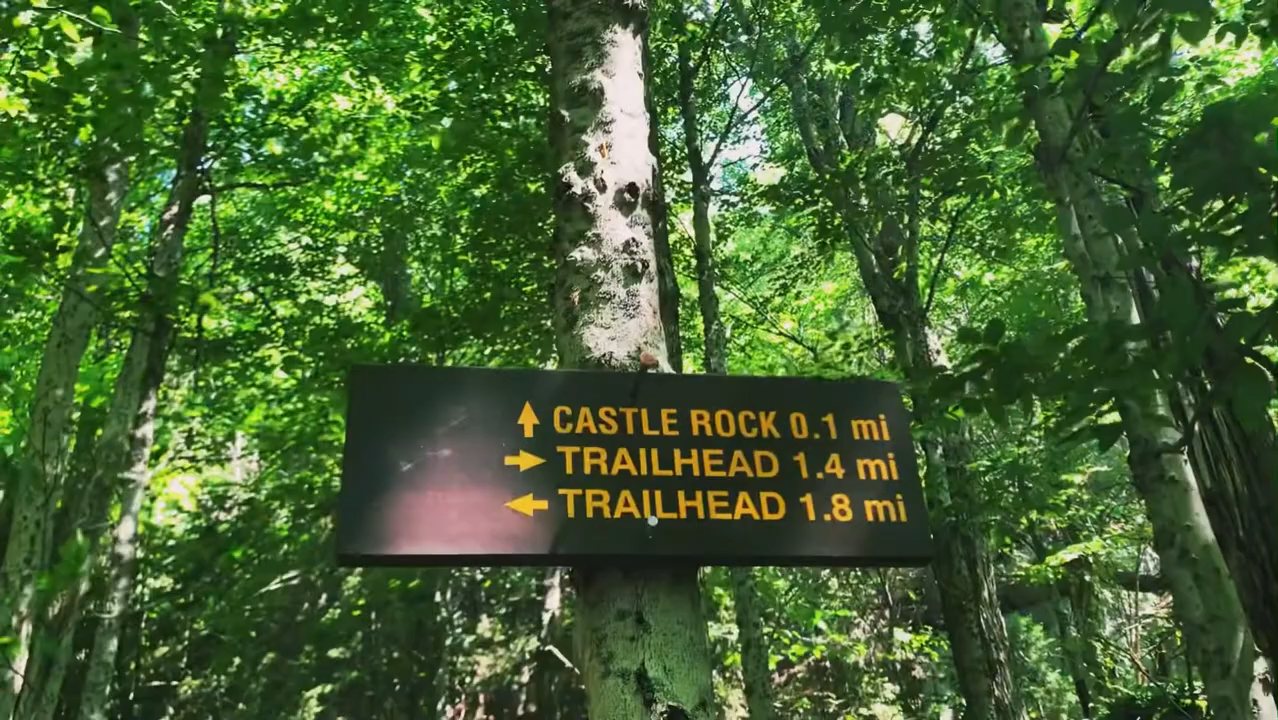 ↑ CASTLE ROCK 0.1 mi
→ TRAILHEAD 1.4 mi
← TRAILHEAD 1.8 mi